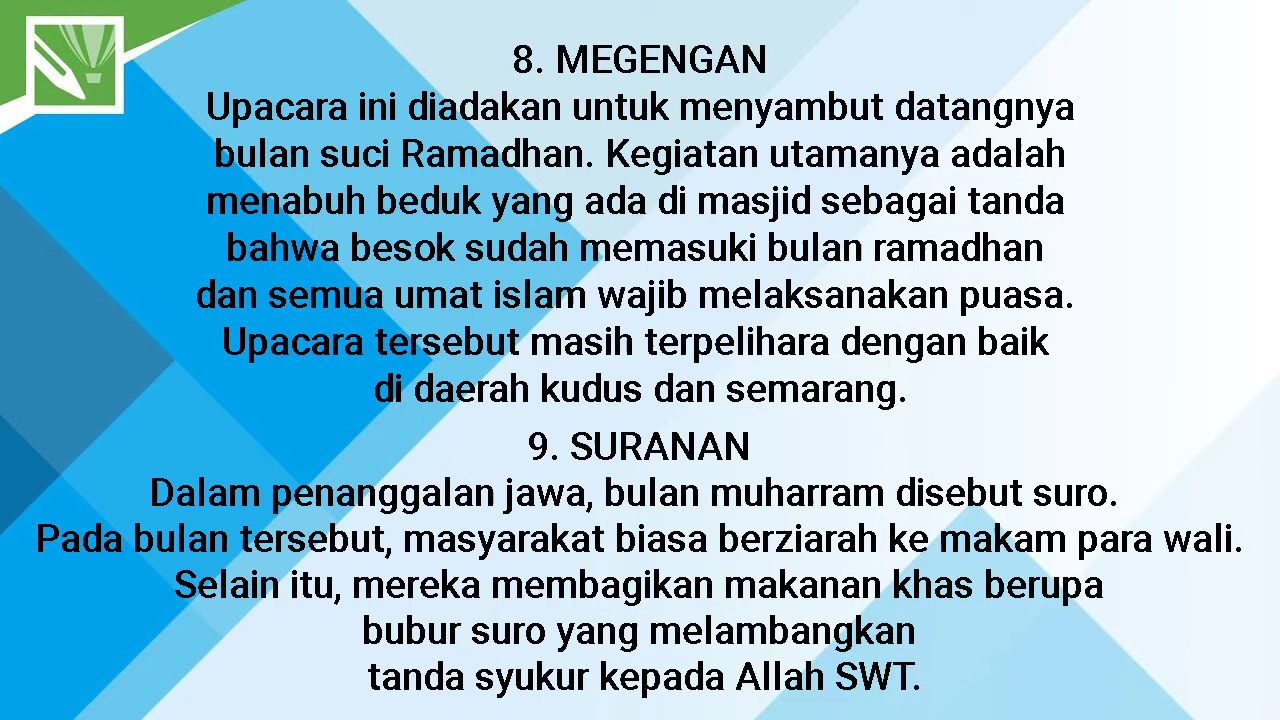 8. MEGENGAN
Upacara ini diadakan untuk menyambut datangnya
bulan suci Ramadhan. Kegiatan utamanya adalah
menabuh beduk yang ada di masjid sebagai tanda
bahwa besok sudah memasuki bulan ramadhan
dan semua umat islam wajib melaksanakan puasa.
Upacara tersebut masih terpelihara dengan baik
di daerah kudus dan semarang.
9. SURANAN
Dalam penanggalan jawa, bulan muharram disebut suro.
Pada bulan tersebut, masyarakat biasa berziarah ke makam para wali.
Selain itu, mereka membagikan makanan khas berupa
bubur suro yang melambangkan
tanda syukur kepada Allah SWT.